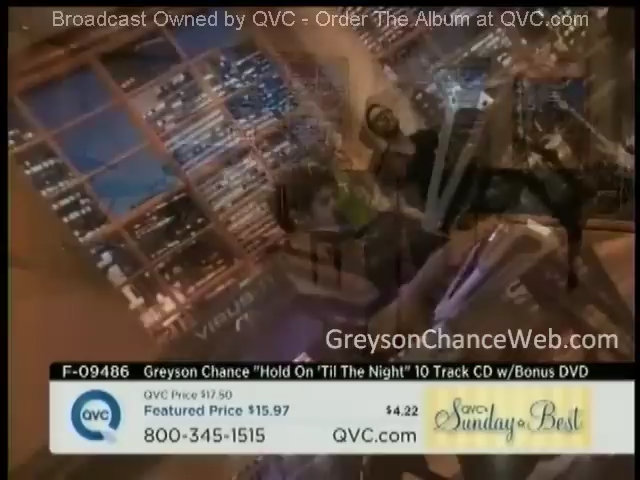 Broadcast Owned by QVC - Order The Album at QVC.com
VIRUS T
GreysonChanceWeb.com
F-09486 Greyson Chance "Hold On 'Til The Night" 10 Track CD w/Bonus DVD
QVC Price $17.50
Featured Price $15.97 $4.22
QVC
800-345-1515 QVC.com
QVC's
Sunday Best